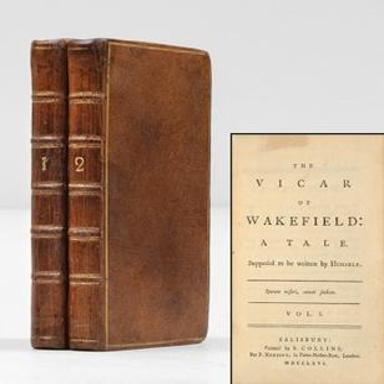 1
2
THE
VICAR
OF
WAKEFIELD:
A TALE.
Supposed to be written by HIMSELF.
Sperate miseri, cavete fælices.
VOL. I.
SALISBURY:
Printed by B. COLLINS,
For F. NEWBERY, in Pater-Noster-Row, London.
MDCCLXVI.